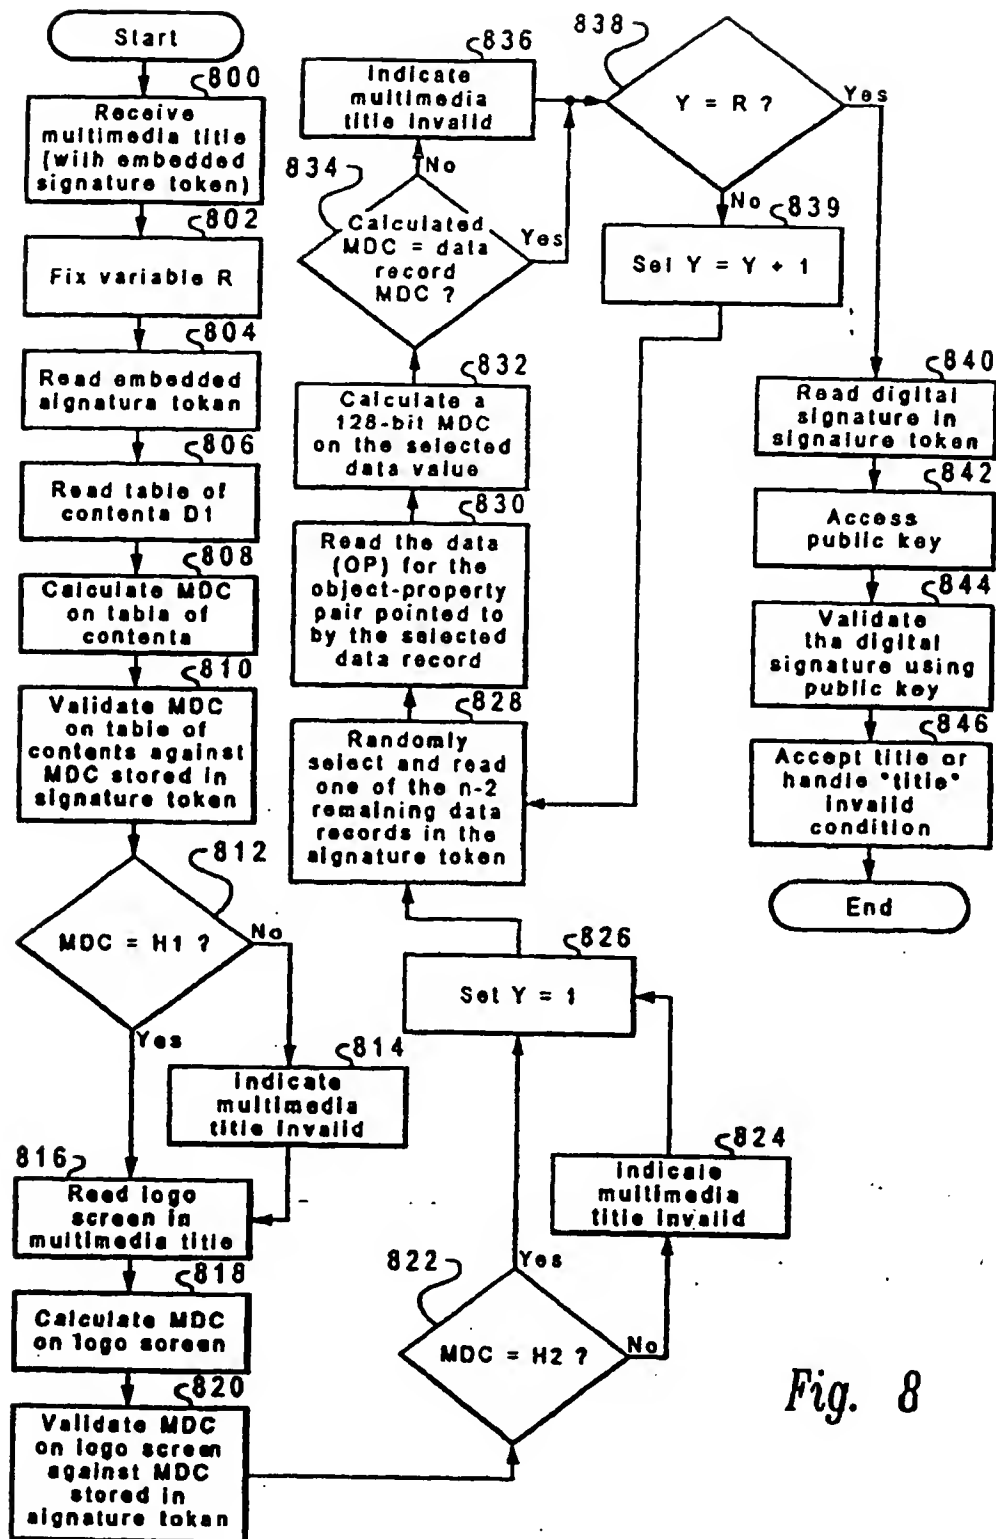 Start
800
Receive
multimedia title
(with embedded
signature token)
802
Fix variable R
804
Read embedded
signature token
806
Read table of
contents D1
808
Calculate MDC
on table of
contents
810
Validate MDC
on table of
contents against
MDC stored in
signature token
812
MDC = H1 ?
No
Yes
814
Indicate
multimedia
title invalid
816
Read logo
screen in
multimedia title
818
Calculate MDC
on logo screen
820
Validate MDC
on logo screen
against MDC
stored in
signature token
822
MDC = H2 ?
Yes
No
824
Indicate
multimedia
title invalid
826
Set Y = 1
828
Randomly
select and read
one of the n-2
remaining data
records in the
signature token
830
Read the data
(OP) for the
object-property
pair pointed to
by the selected
data record
832
Calculate a
128-bit MDC
on the selected
data value
834
Calculated
MDC = data
record
MDC ?
No
Yes
836
Indicate
multimedia
title invalid
838
Y = R ?
Yes
No
839
Set Y = Y + 1
840
Read digital
signature in
signature token
842
Access
public key
844
Validate
the digital
signature using
public key
846
Accept title or
handle "title"
invalid
condition
End
Fig. 8